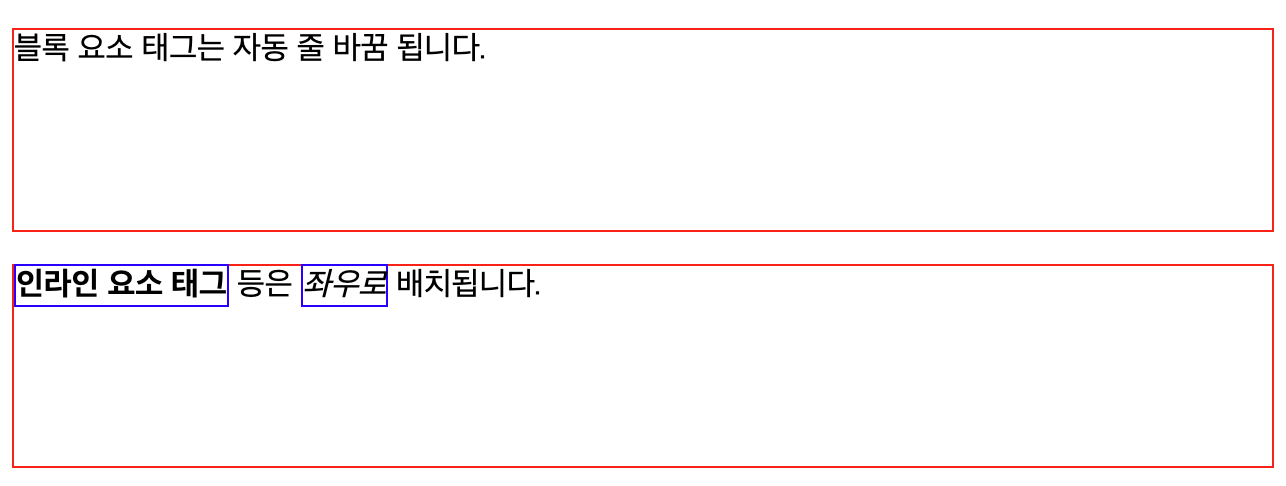 블록 요소 태그는 자동 줄 바꿈 됩니다.
인라인 요소 태그 등은 좌우로 배치됩니다.